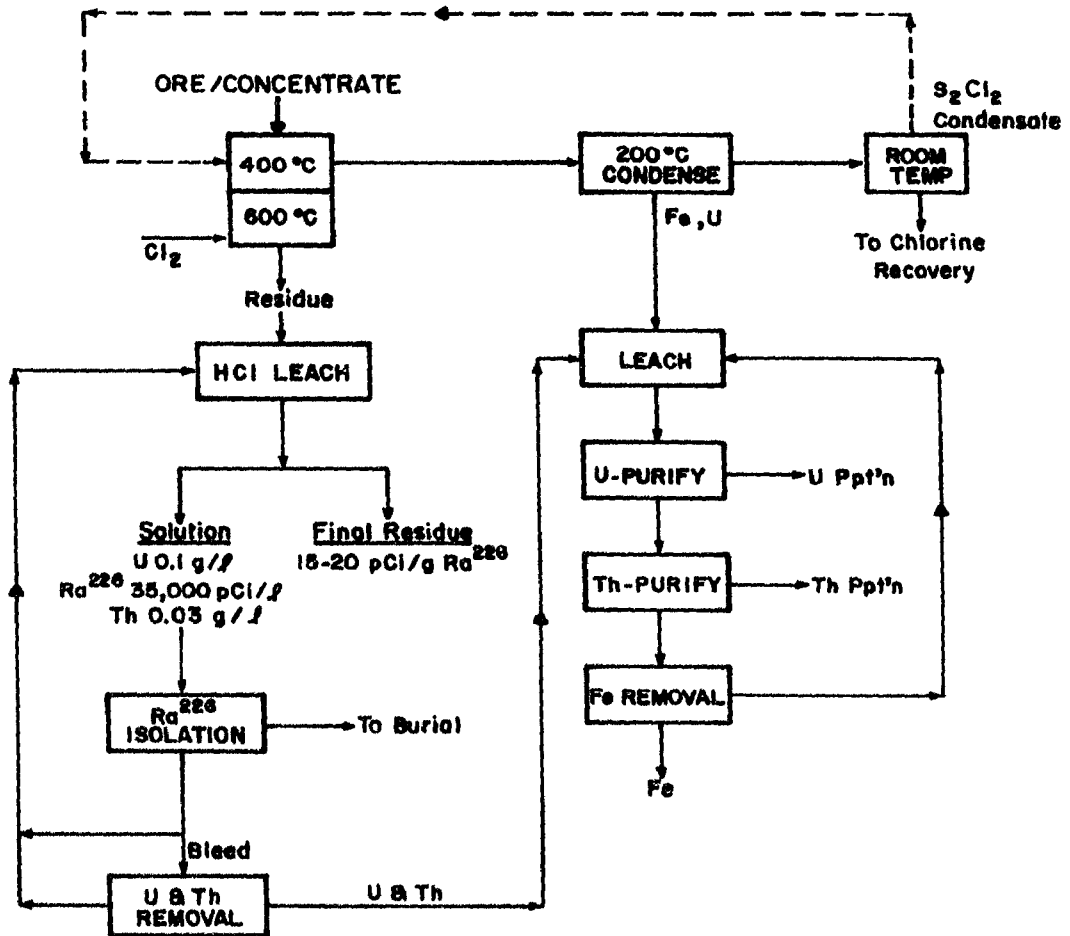 ORE/CONCENTRATE
S₂Cl₂
Condensate
400 °C
600 °C
Cl₂
200 °C
CONDENSE
ROOM
TEMP
Fe, U
To Chlorine
Recovery
Residue
HCl LEACH
LEACH
U-PURIFY
U Ppt'n
Solution
U 0.1 g/ℓ
Ra²²⁶ 35,000 pCi/ℓ
Th 0.03 g/ℓ
Final Residue
15-20 pCi/g Ra²²⁶
Th-PURIFY
Th Ppt'n
Fe REMOVAL
Fe
Ra²²⁶
ISOLATION
To Burial
Bleed
U & Th
REMOVAL
U & Th